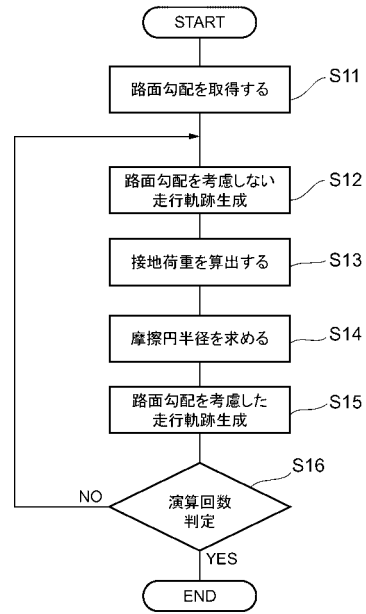 START
路面勾配を取得する
S11
路面勾配を考慮しない
走行軌跡生成
S12
接地荷重を算出する
S13
摩擦円半径を求める
S14
路面勾配を考慮した
走行軌跡生成
S15
S16
NO
演算回数
判定
YES
END